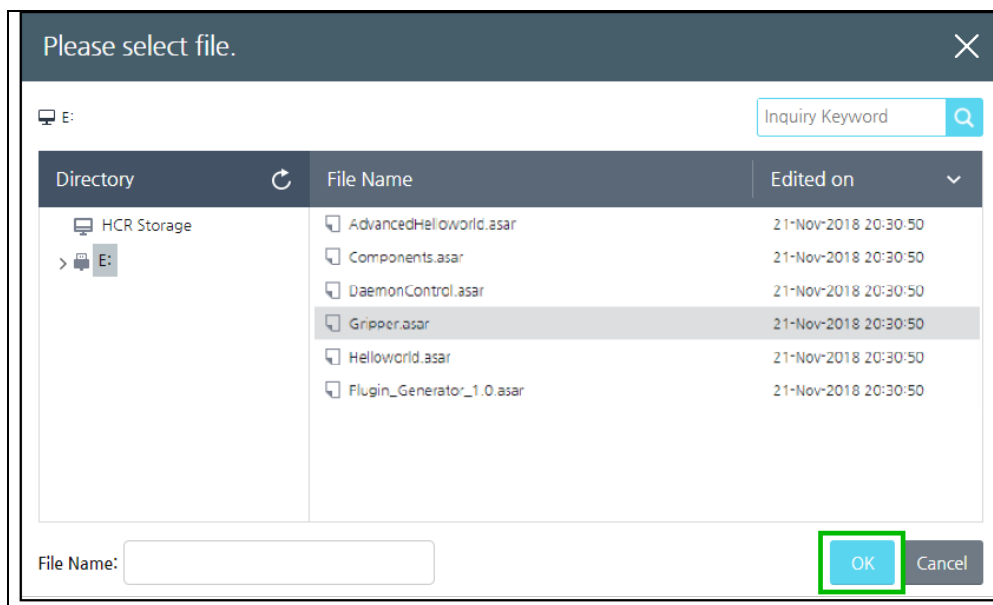 Please select file.
E:
Inquiry Keyword
Directory File Name Edited on
HCR Storage AdvancedHelloworld.asar 21-Nov-2018 20:30:50
E: Components.asar 21-Nov-2018 20:30:50
DaemonControl.asar 21-Nov-2018 20:30:50
Gripper.asar 21-Nov-2018 20:30:50
Helloworld.asar 21-Nov-2018 20:30:50
Plugin_Generator_1.0.asar 21-Nov-2018 20:30:50
File Name: OK Cancel